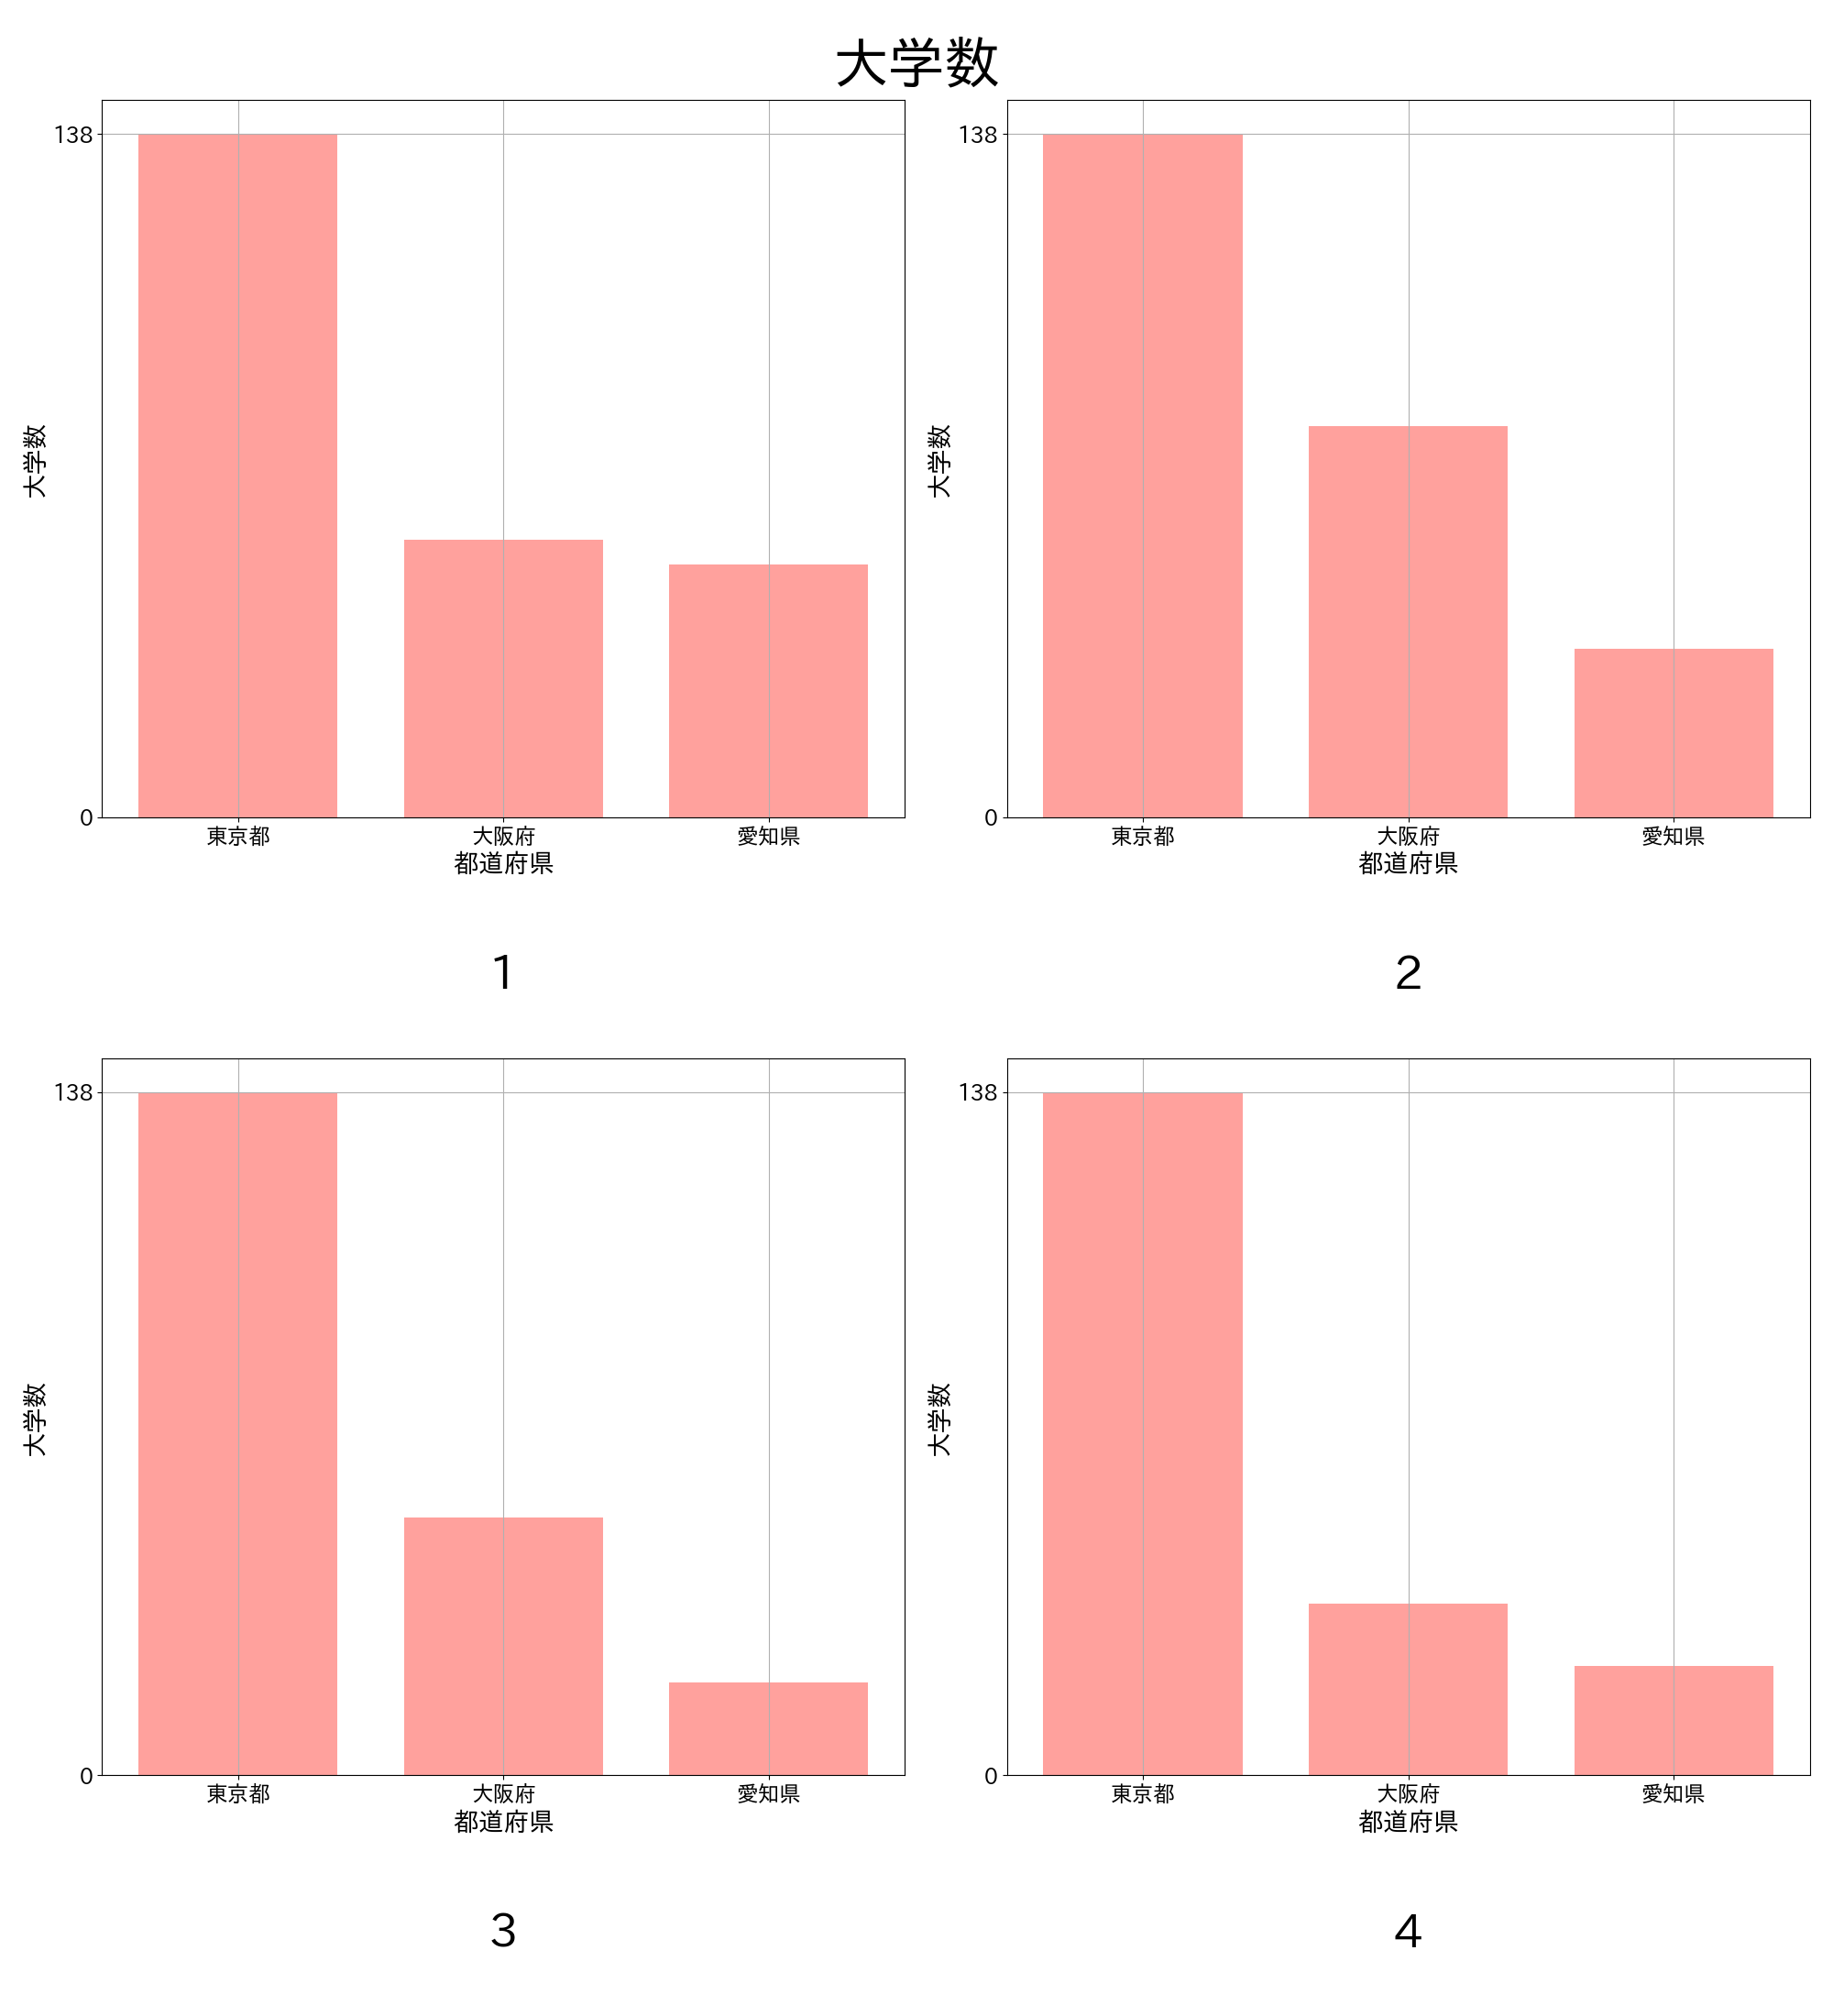 大学数
138
0
大学数
東京都 大阪府 愛知県
都道府県
1
138
0
大学数
東京都 大阪府 愛知県
都道府県
2
138
0
大学数
東京都 大阪府 愛知県
都道府県
3
138
0
大学数
東京都 大阪府 愛知県
都道府県
4